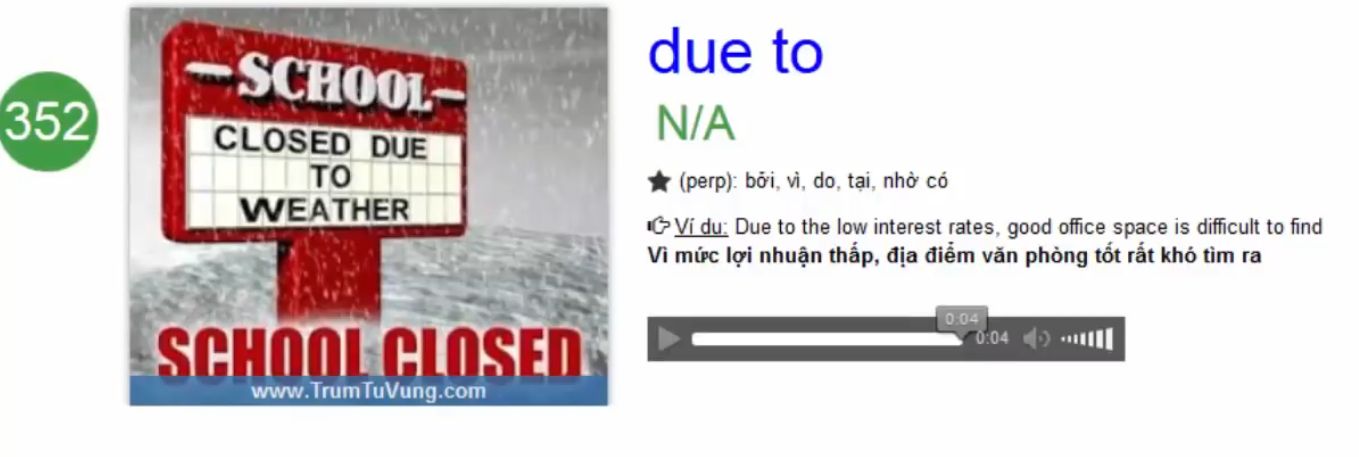 352
–SCHOOL–
CLOSED DUE
TO
WEATHER
SCHOOL CLOSED
www.TrumTuVung.com
due to
N/A
(perp): bởi, vì, do, tại, nhờ có
Ví dụ: Due to the low interest rates, good office space is difficult to find
Vì mức lợi nhuận thấp, địa điểm văn phòng tốt rất khó tìm ra
0:04
0:04